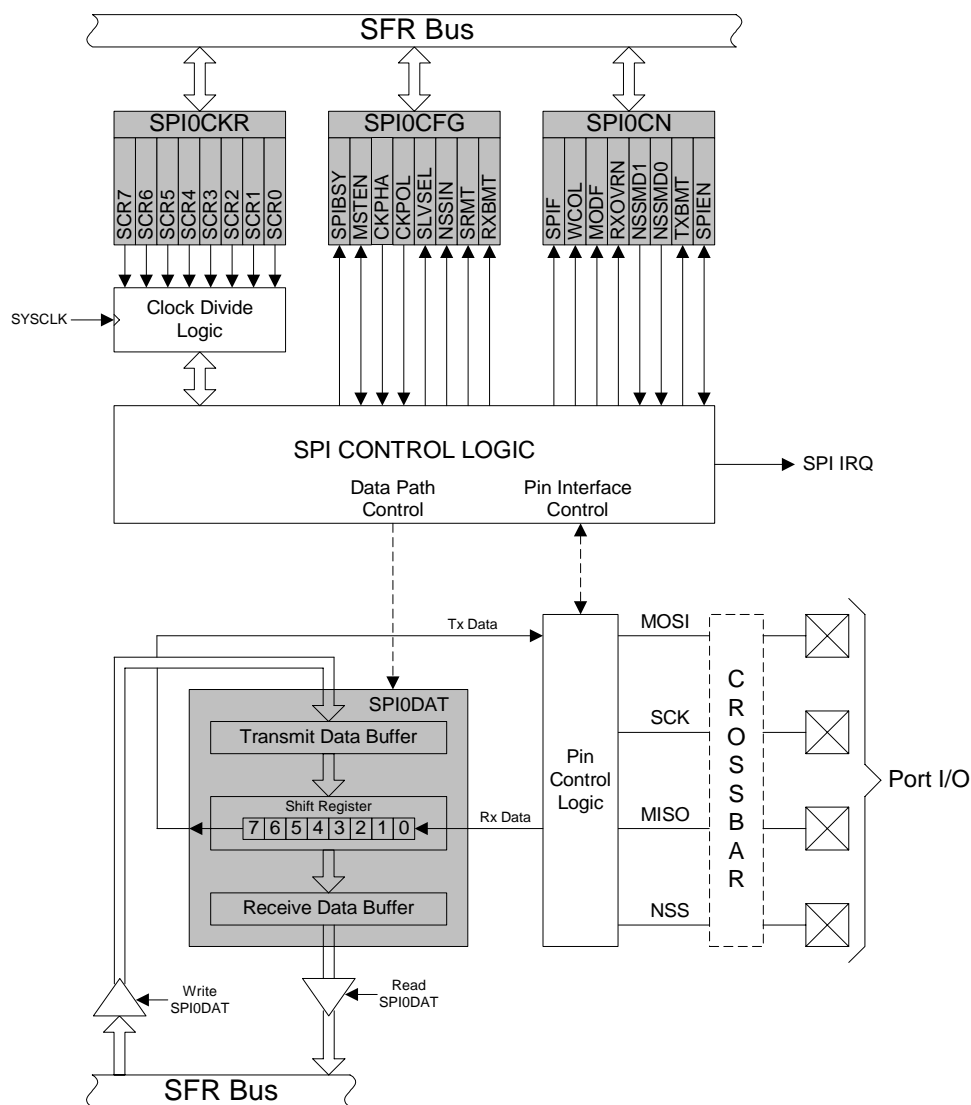 SFR Bus
SPI0CKR
SPI0CFG
SPI0CN
SCR7
SCR6
SCR5
SCR4
SCR3
SCR2
SCR1
SCR0
SPIBSY
MSTEN
CKPHA
CKPOL
SLVSEL
NSSIN
SRMT
RXBMT
SPIF
WCOL
MODF
RXOVRN
NSSMD1
NSSMD0
TXBMT
SPIEN
SYSCLK
Clock Divide
Logic
SPI CONTROL LOGIC
SPI IRQ
Data Path
Control
Pin Interface
Control
Tx Data
MOSI
SPI0DAT
Transmit Data Buffer
SCK
CROSSBAR
Pin
Control
Logic
Port I/O
Shift Register
7 6 5 4 3 2 1 0
Rx Data
MISO
Receive Data Buffer
NSS
Write
SPI0DAT
Read
SPI0DAT
SFR Bus